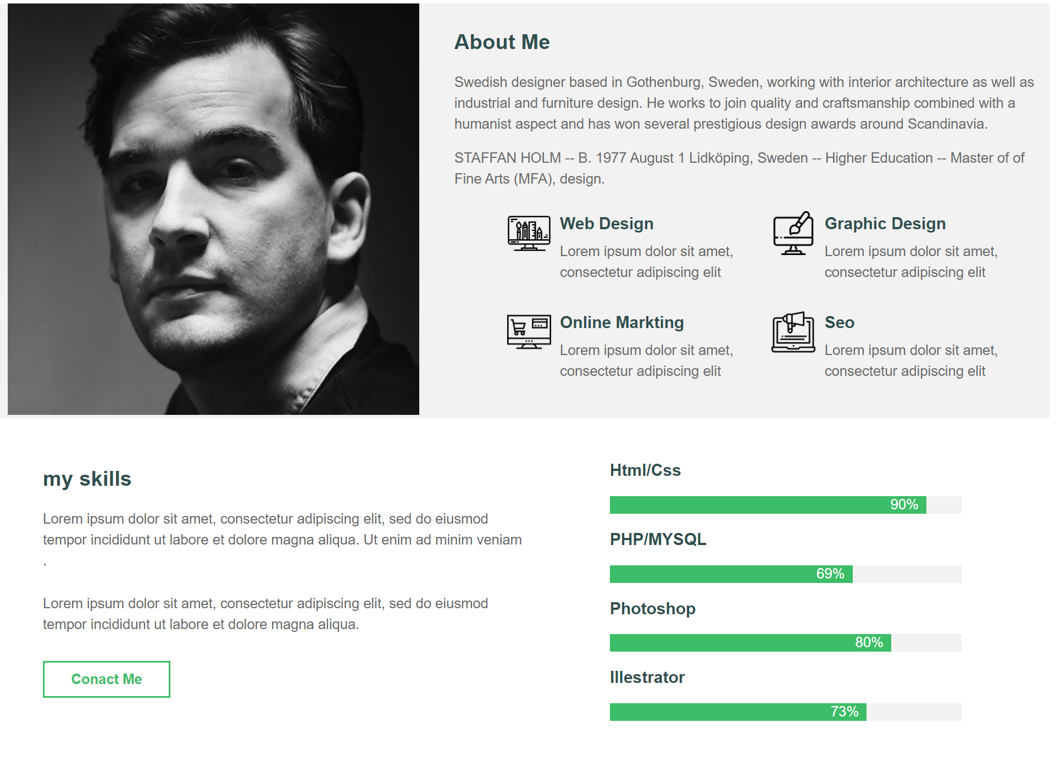 About Me
Swedish designer based in Gothenburg, Sweden, working with interior architecture as well as
industrial and furniture design. He works to join quality and craftsmanship combined with a
humanist aspect and has won several prestigious design awards around Scandinavia.
STAFFAN HOLM -- B. 1977 August 1 Lidköping, Sweden -- Higher Education -- Master of of
Fine Arts (MFA), design.
Web Design
Lorem ipsum dolor sit amet,
consectetur adipiscing elit
Graphic Design
Lorem ipsum dolor sit amet,
consectetur adipiscing elit
Online Markting
Lorem ipsum dolor sit amet,
consectetur adipiscing elit
Seo
Lorem ipsum dolor sit amet,
consectetur adipiscing elit
my skills
Lorem ipsum dolor sit amet, consectetur adipiscing elit, sed do eiusmod
tempor incididunt ut labore et dolore magna aliqua. Ut enim ad minim veniam
.
Lorem ipsum dolor sit amet, consectetur adipiscing elit, sed do eiusmod
tempor incididunt ut labore et dolore magna aliqua.
Conact Me
Html/Css
90%
PHP/MYSQL
69%
Photoshop
80%
Illestrator
73%